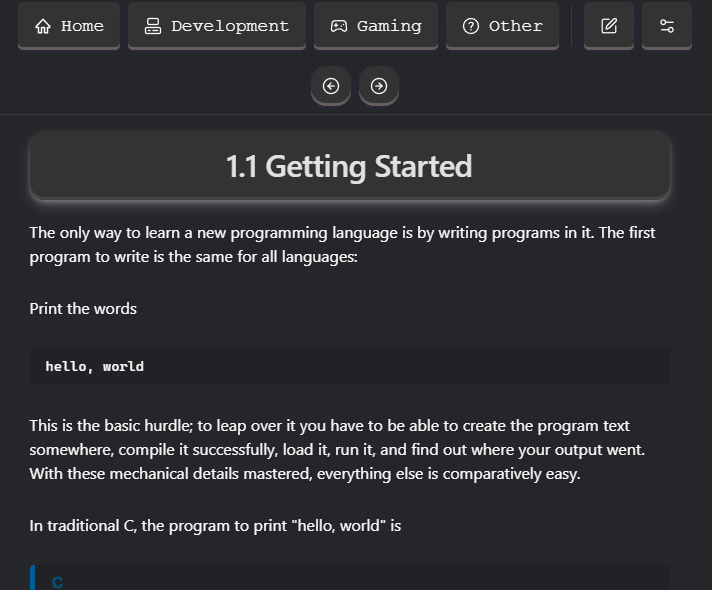 Home Development Gaming Other
1.1 Getting Started
The only way to learn a new programming language is by writing programs in it. The first
program to write is the same for all languages:
Print the words
hello, world
This is the basic hurdle; to leap over it you have to be able to create the program text
somewhere, compile it successfully, load it, run it, and find out where your output went.
With these mechanical details mastered, everything else is comparatively easy.
In traditional C, the program to print "hello, world" is
C